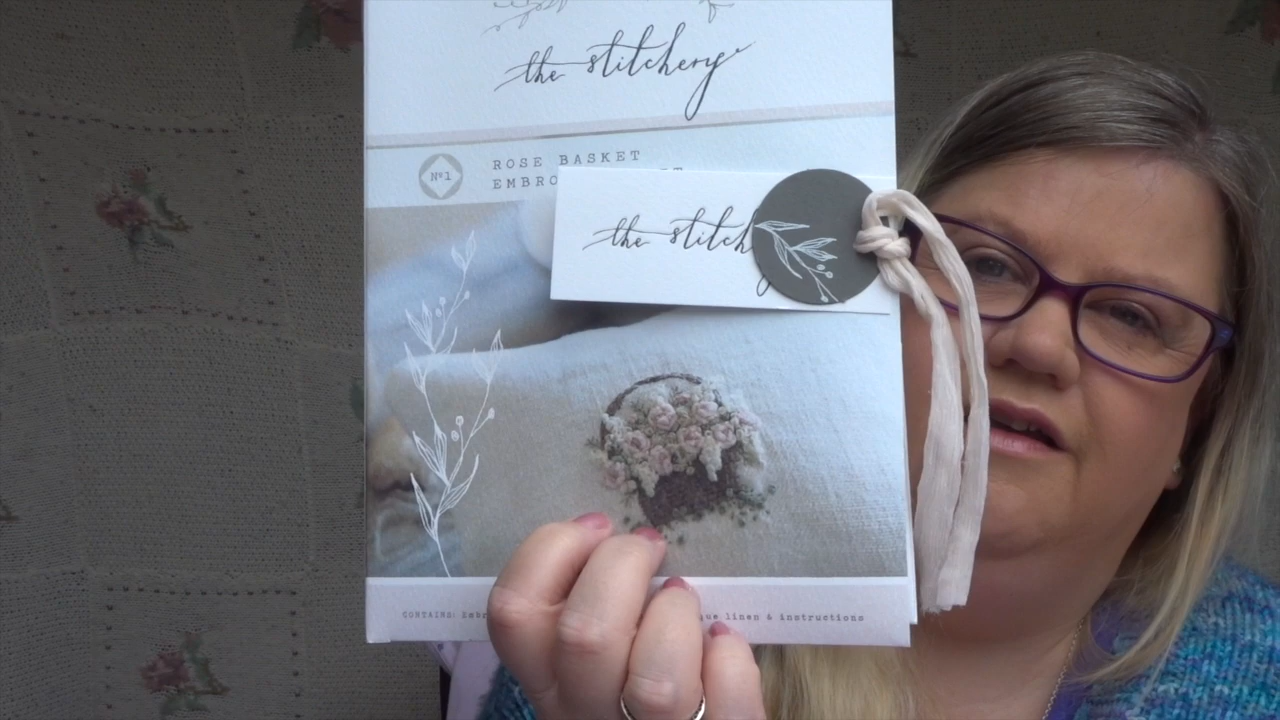 the stitchery
Nº1
ROSE BASKET
EMBRO
the stitch
CONTAINS: Embr que linen & instructions